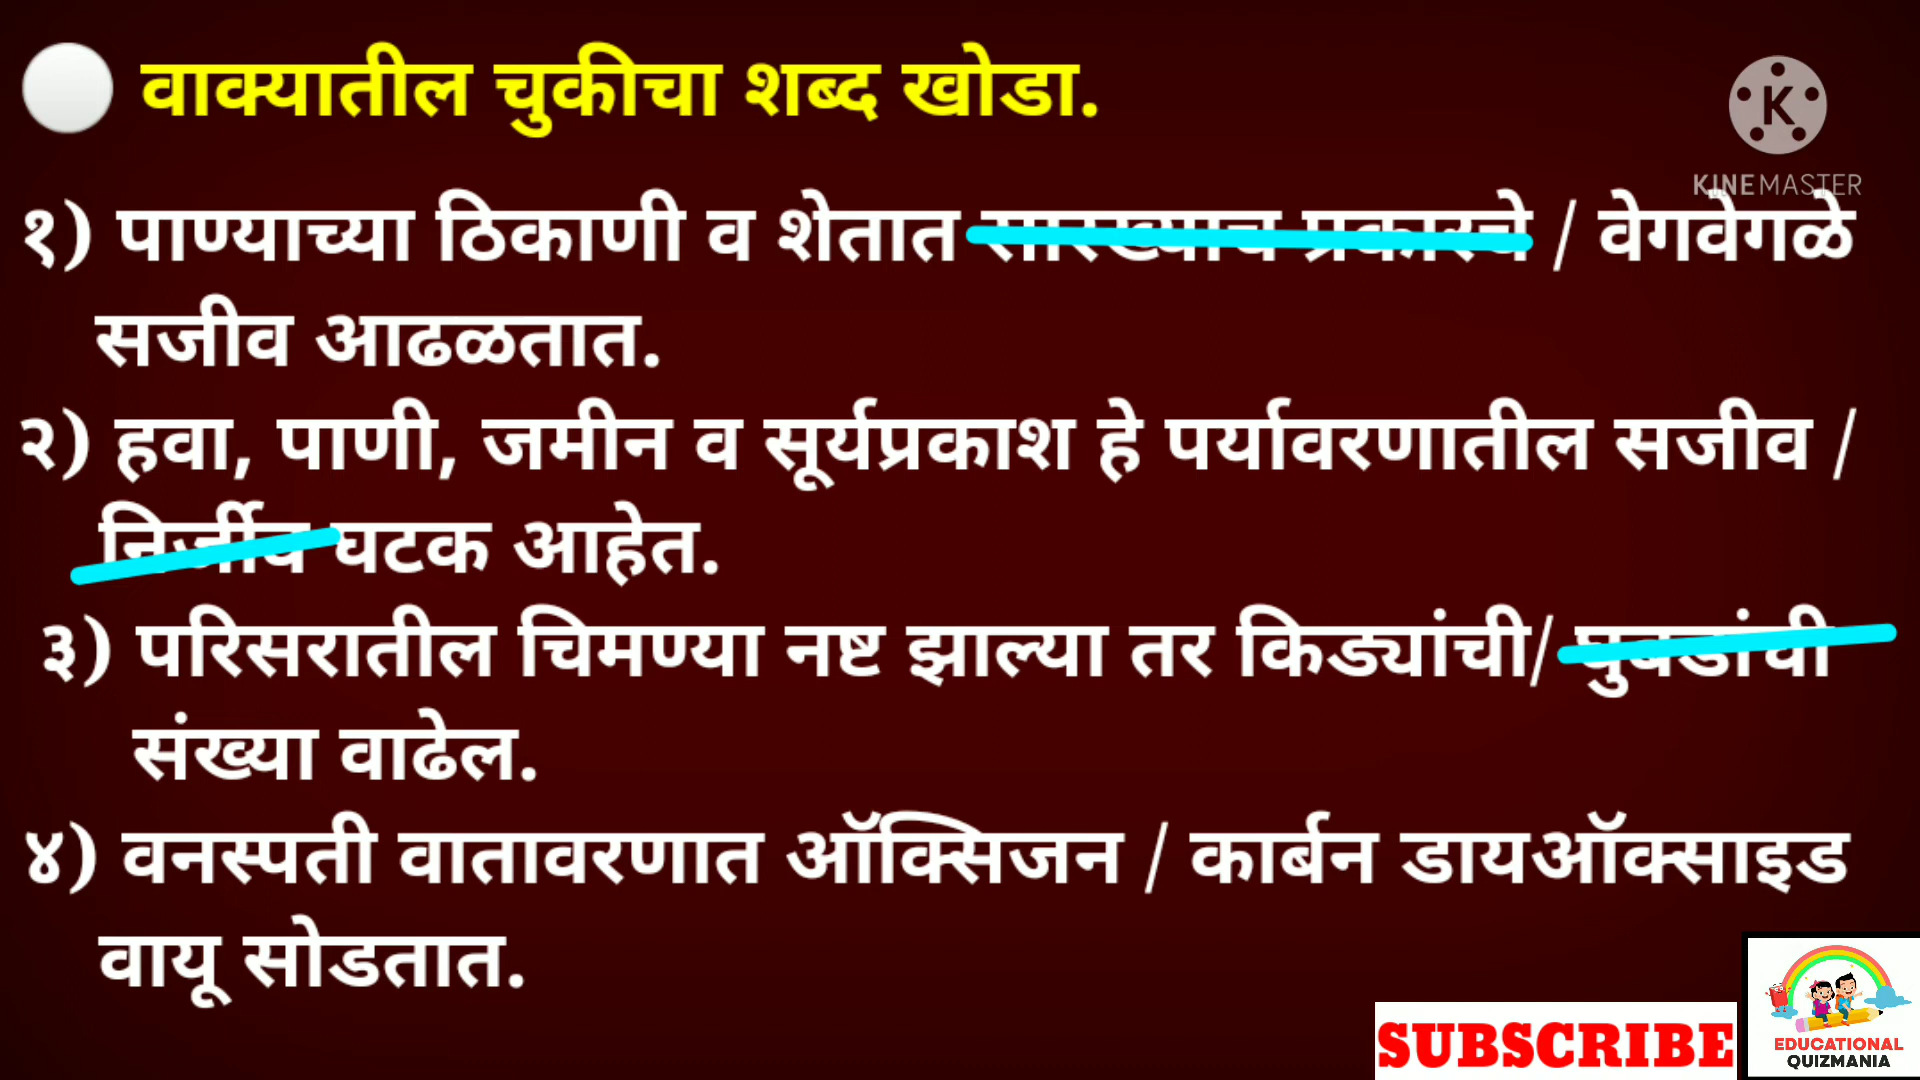 वाक्यातील चुकीचा शब्द खोडा.
KINEMASTER
१) पाण्याच्या ठिकाणी व शेतात सारख्याच प्रकारचे / वेगवेगळे
सजीव आढळतात.
२) हवा, पाणी, जमीन व सूर्यप्रकाश हे पर्यावरणातील सजीव /
निर्जीव घटक आहेत.
३) परिसरातील चिमण्या नष्ट झाल्या तर किड्यांची/ घुबडांची
संख्या वाढेल.
४) वनस्पती वातावरणात ऑक्सिजन / कार्बन डायऑक्साइड
वायू सोडतात.
SUBSCRIBE
EDUCATIONAL
QUIZMANIA